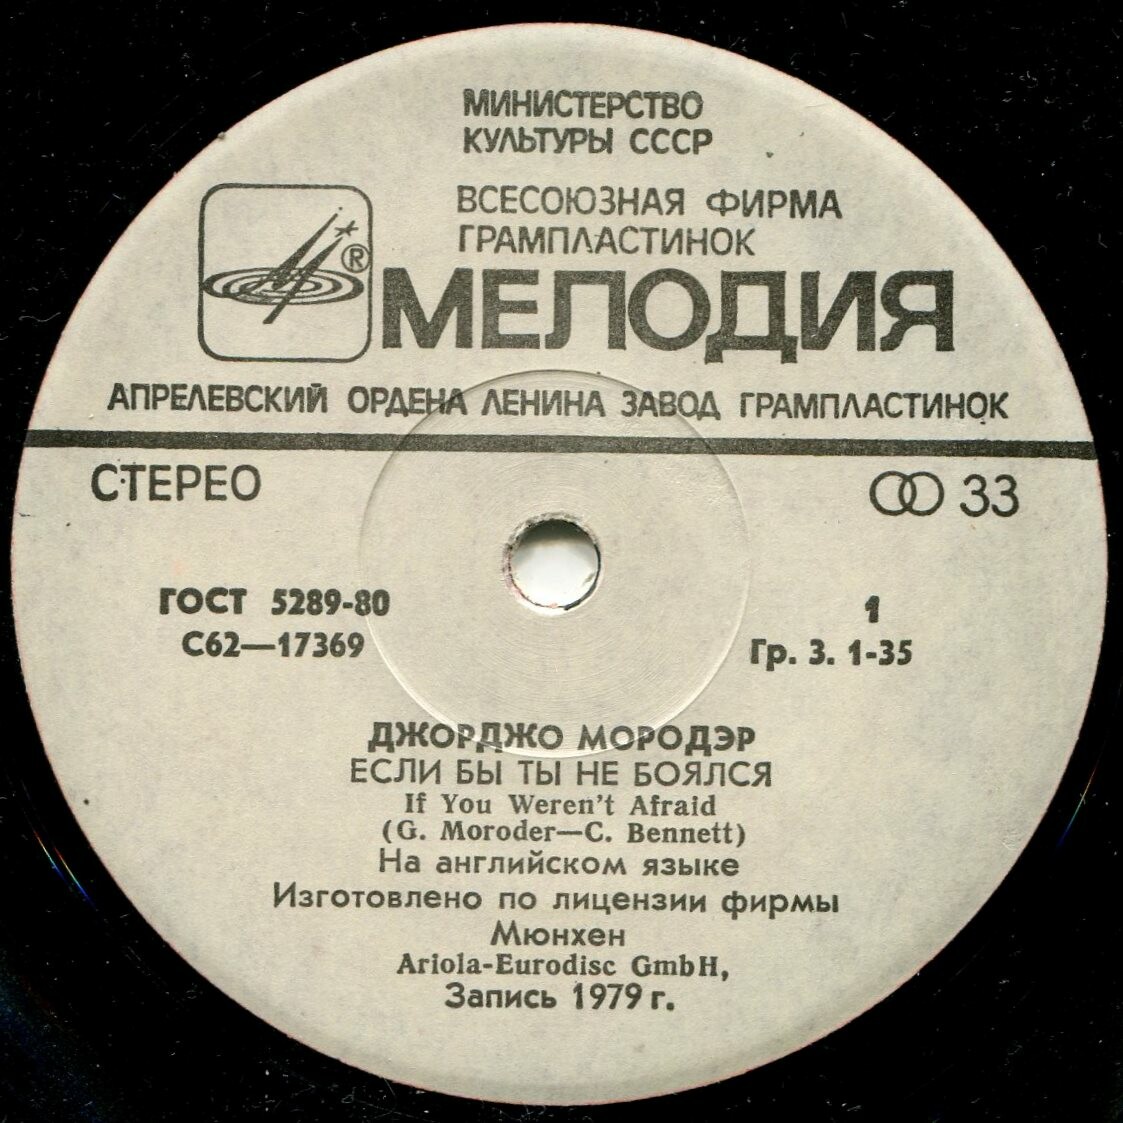 МИНИСТЕРСТВО
КУЛЬТУРЫ СССР
ВСЕСОЮЗНАЯ ФИРМА
ГРАМПЛАСТИНОК
®
МЕЛОДИЯ
АПРЕЛЕВСКИЙ ОРДЕНА ЛЕНИНА ЗАВОД ГРАМПЛАСТИНОК
СТЕРЕО 33
ГОСТ 5289-80 1
С62—17369 Гр. 3. 1-35
ДЖОРДЖО МОРОДЭР
ЕСЛИ БЫ ТЫ НЕ БОЯЛСЯ
If You Weren't Afraid
(G. Moroder—C. Bennett)
На английском языке
Изготовлено по лицензии фирмы
Мюнхен
Ariola-Eurodisc GmbH,
Запись 1979 г.